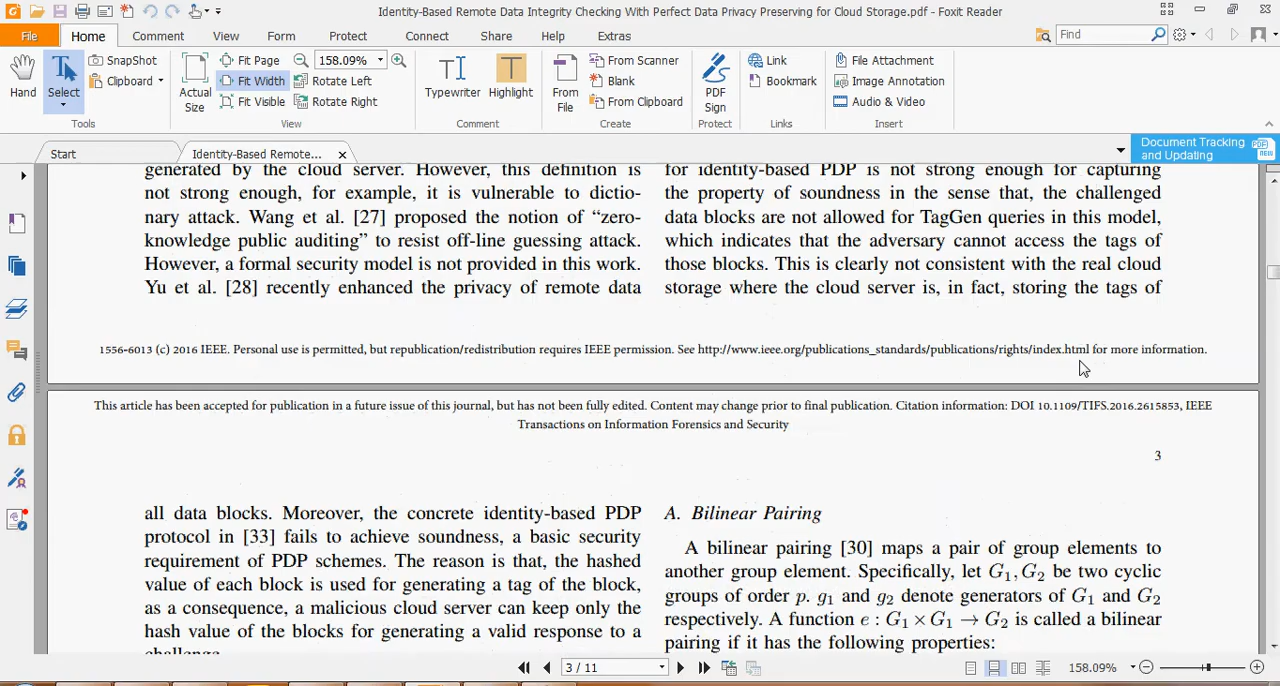 Identity-Based Remote Data Integrity Checking With Perfect Data Privacy Preserving for Cloud Storage.pdf - Foxit Reader
File Home Comment View Form Protect Connect Share Help Extras Find
Hand
Select
SnapShot
Clipboard
Tools
Actual Size
Fit Page
Fit Width
Fit Visible
158.09%
Rotate Left
Rotate Right
View
Typewriter
Highlight
Comment
From File
From Scanner
Blank
From Clipboard
Create
PDF Sign
Protect
Link
Bookmark
Links
File Attachment
Image Annotation
Audio & Video
Insert
Start
Identity-Based Remote...
Document Tracking
and Updating
generated by the cloud server. However, this definition is
not strong enough, for example, it is vulnerable to dictio-
nary attack. Wang et al. [27] proposed the notion of “zero-
knowledge public auditing” to resist off-line guessing attack.
However, a formal security model is not provided in this work.
Yu et al. [28] recently enhanced the privacy of remote data
for identity-based PDP is not strong enough for capturing
the property of soundness in the sense that, the challenged
data blocks are not allowed for TagGen queries in this model,
which indicates that the adversary cannot access the tags of
those blocks. This is clearly not consistent with the real cloud
storage where the cloud server is, in fact, storing the tags of
1556-6013 (c) 2016 IEEE. Personal use is permitted, but republication/redistribution requires IEEE permission. See http://www.ieee.org/publications_standards/publications/rights/index.html for more information.
This article has been accepted for publication in a future issue of this journal, but has not been fully edited. Content may change prior to final publication. Citation information: DOI 10.1109/TIFS.2016.2615853, IEEE
Transactions on Information Forensics and Security
3
all data blocks. Moreover, the concrete identity-based PDP
protocol in [33] fails to achieve soundness, a basic security
requirement of PDP schemes. The reason is that, the hashed
value of each block is used for generating a tag of the block,
as a consequence, a malicious cloud server can keep only the
hash value of the blocks for generating a valid response to a
challenge.
A. Bilinear Pairing
A bilinear pairing [30] maps a pair of group elements to
another group element. Specifically, let G₁, G₂ be two cyclic
groups of order p. g₁ and g₂ denote generators of G₁ and G₂
respectively. A function e : G₁ × G₁ → G₂ is called a bilinear
pairing if it has the following properties:
3 / 11
158.09%